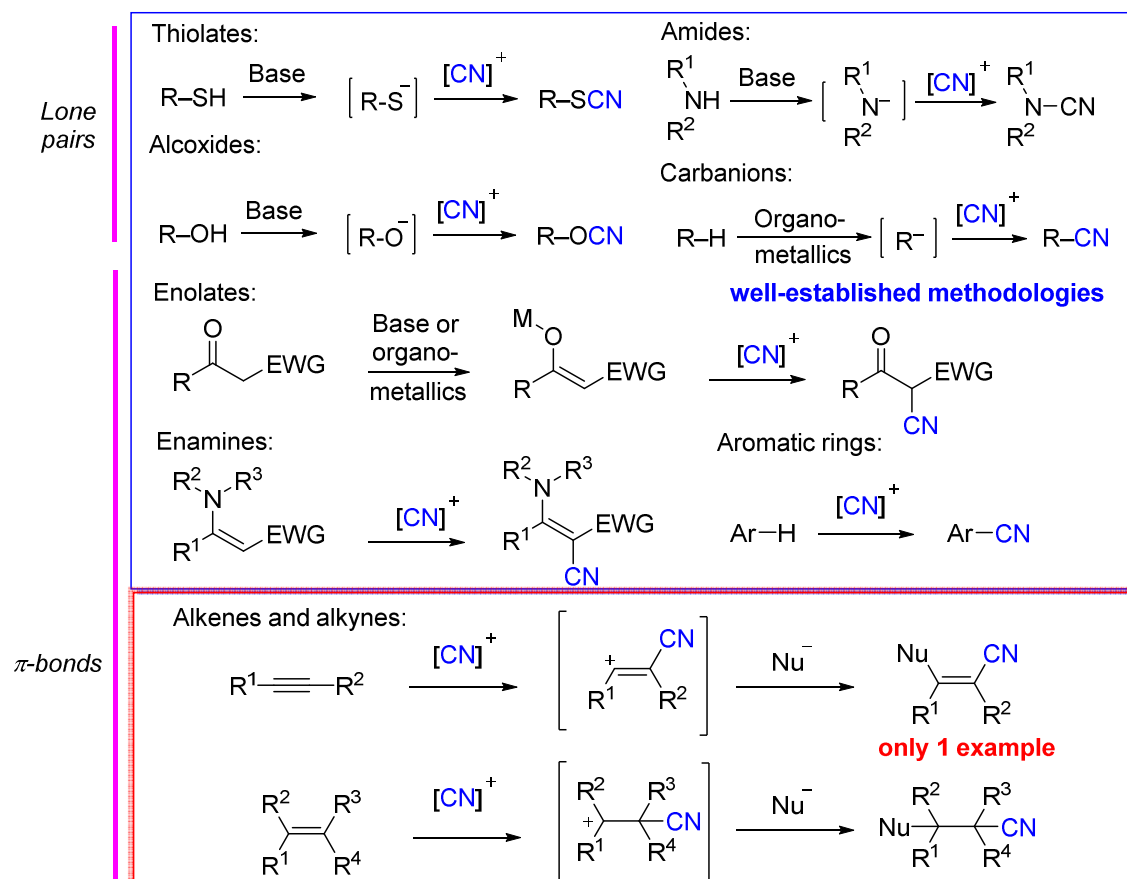 Lone
pairs
π-bonds
Thiolates:
R–SH
Base
[R-S⁻]
[CN]⁺
R–SCN
Amides:
R¹
NH
R²
Base
R¹
[N⁻]
R²
[CN]⁺
R¹
N–CN
R²
Alcoxides:
R–OH
Base
[R-O⁻]
[CN]⁺
R–OCN
Carbanions:
R–H
Organo-
metallics
[R⁻]
[CN]⁺
R–CN
well-established methodologies
Enolates:
O
R
EWG
Base or
organo-
metallics
M
O
R
EWG
[CN]⁺
O
R
EWG
CN
Enamines:
R² R³
N
R¹
EWG
[CN]⁺
R² R³
N
R¹
EWG
CN
Aromatic rings:
Ar–H
[CN]⁺
Ar–CN
Alkenes and alkynes:
R¹ R²
[CN]⁺
CN
+
R¹ R²
Nu⁻
Nu CN
R¹ R²
only 1 example
R² R³
R¹ R⁴
[CN]⁺
R² R³
+ CN
R¹ R⁴
Nu⁻
R² R³
Nu CN
R¹ R⁴